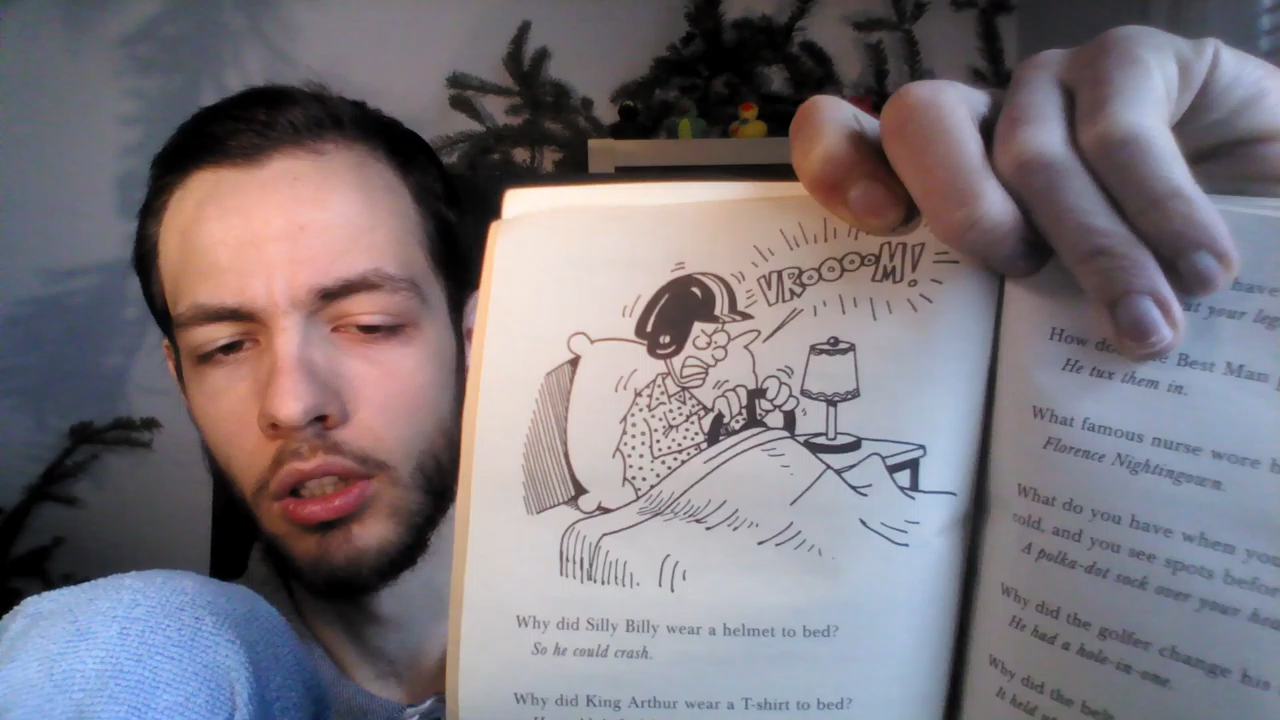 VROOOOM!
Why did Silly Billy wear a helmet to bed?
So he could crash.
Why did King Arthur wear a T-shirt to bed?
have
your leg
How Best Man
He tux them in.
What famous nurse wore
Florence Nightingown.
What do you have when you
told, and you see spots before
A polka-dot sock over your
Why did the golfer change his
He had a hole-in-one.
Why did the
It held